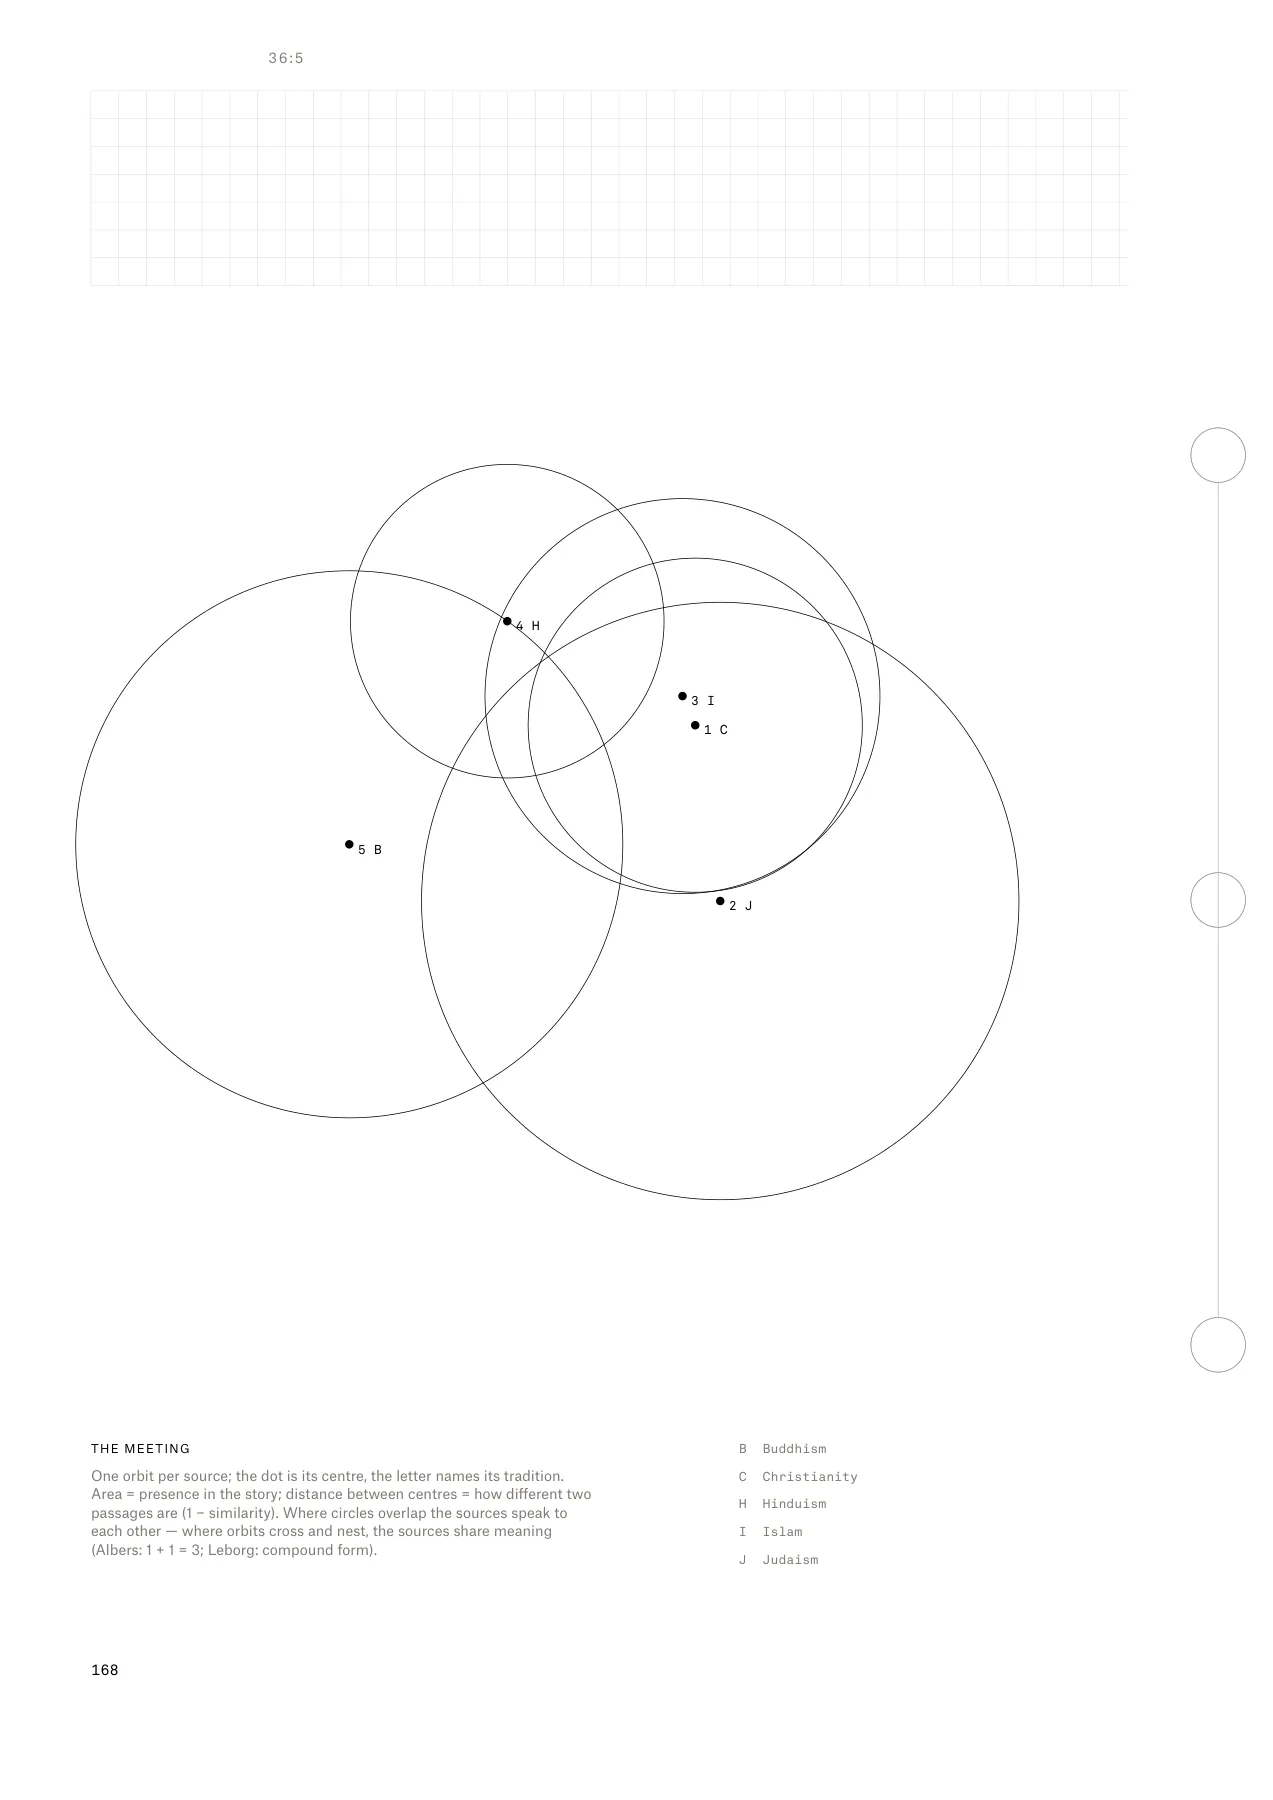 36:5
4 H
3 I
1 C
5 B
2 J
THE MEETING
One orbit per source; the dot is its centre, the letter names its tradition.
Area = presence in the story; distance between centres = how different two
passages are (1 − similarity). Where circles overlap the sources speak to
each other — where orbits cross and nest, the sources share meaning
(Albers: 1 + 1 = 3; Leborg: compound form).
B Buddhism
C Christianity
H Hinduism
I Islam
J Judaism
168